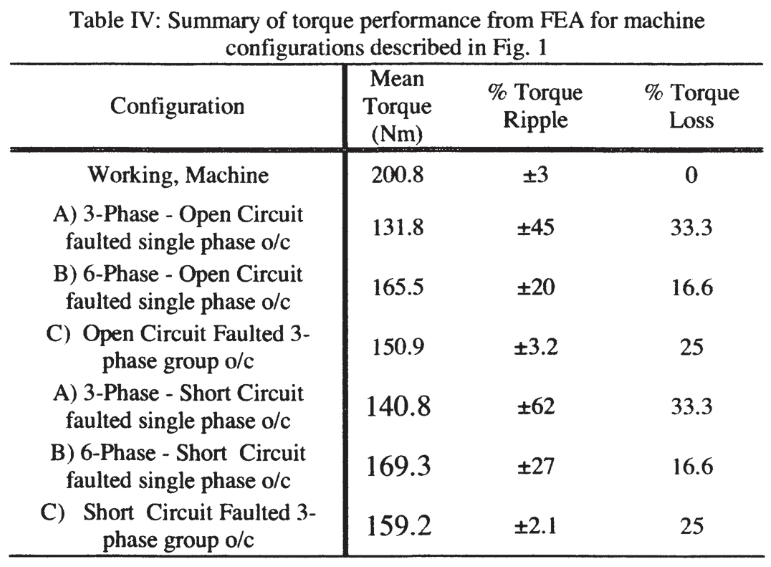 Table IV: Summary of torque performance from FEA for machine
configurations described in Fig. 1
Configuration
Mean
Torque
(Nm)
% Torque
Ripple
% Torque
Loss
Working, Machine 200.8 ±3 0
A) 3-Phase - Open Circuit
faulted single phase o/c 131.8 ±45 33.3
B) 6-Phase - Open Circuit
faulted single phase o/c 165.5 ±20 16.6
C) Open Circuit Faulted 3-
phase group o/c 150.9 ±3.2 25
A) 3-Phase - Short Circuit
faulted single phase o/c 140.8 ±62 33.3
B) 6-Phase - Short Circuit
faulted single phase o/c 169.3 ±27 16.6
C) Short Circuit Faulted 3-
phase group o/c 159.2 ±2.1 25